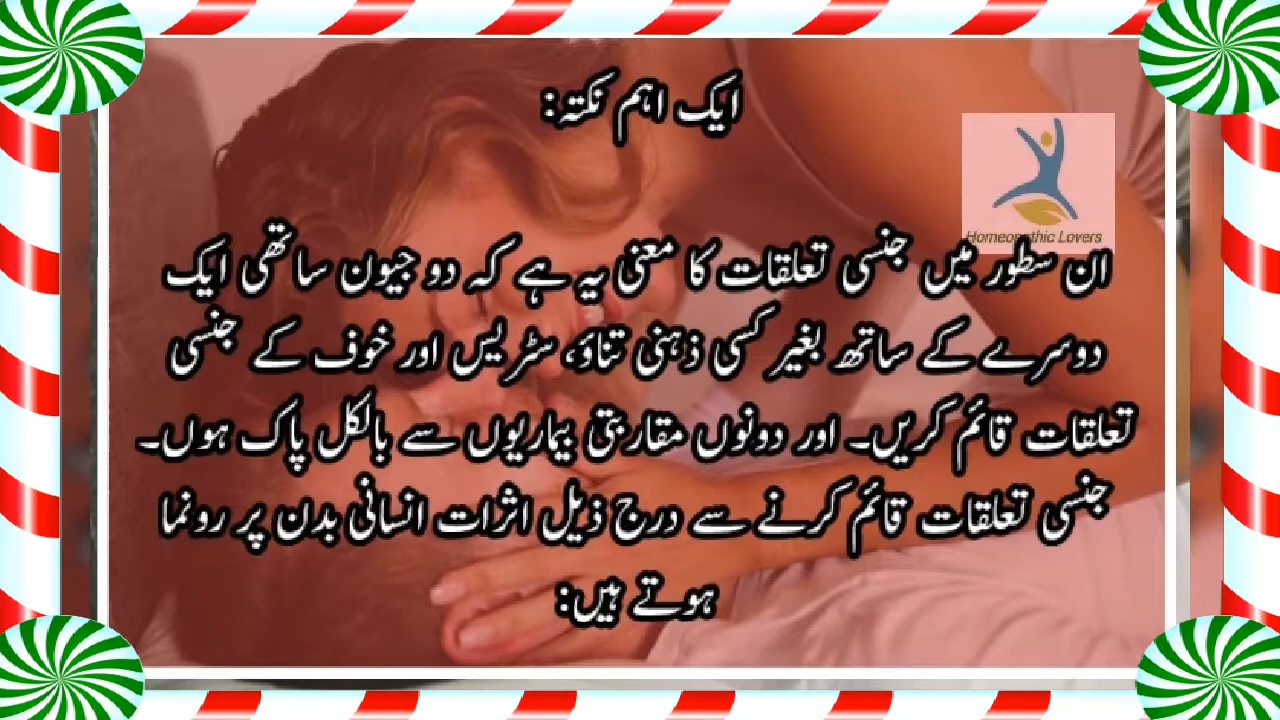 ایک اہم نکتہ:
Homeopathic Lovers
ان سطور میں جنسی تعلقات کا معنیٰ یہ ہے کہ دو جیون ساتھی ایک
دوسرے کے ساتھ بغیر کسی ذہنی تناؤ، سٹریس اور خوف کے جنسی
تعلقات قائم کریں۔ اور دونوں مقاربتی بیماریوں سے بالکل پاک ہوں۔
جنسی تعلقات قائم کرنے سے درج ذیل اثرات انسانی بدن پر رونما
ہوتے ہیں: